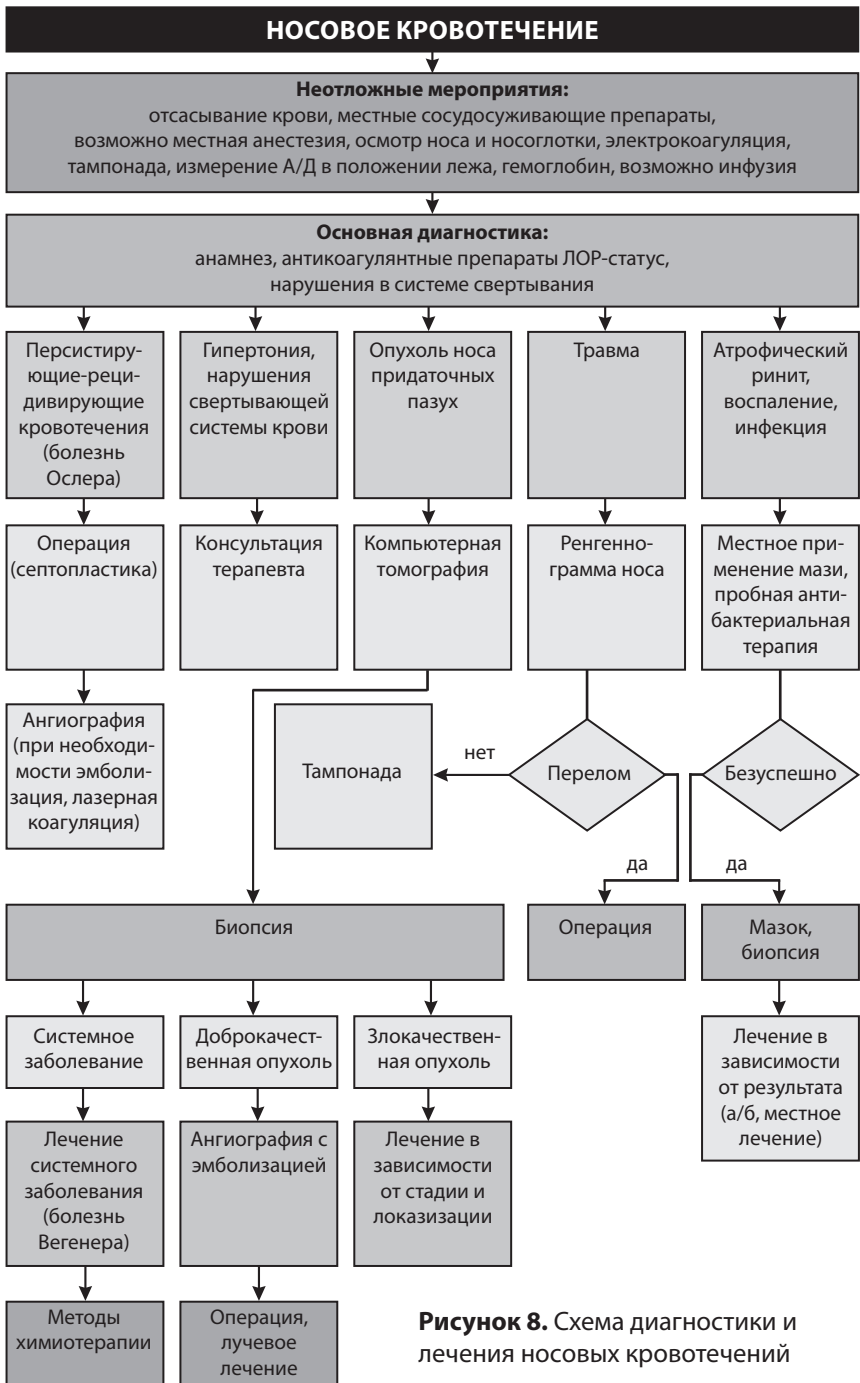 НОСОВОЕ КРОВОТЕЧЕНИЕ
Неотложные мероприятия:
отсасывание крови, местные сосудосуживающие препараты,
возможно местная анестезия, осмотр носа и носоглотки, электрокоагуляция,
тампонада, измерение А/Д в положении лежа, гемоглобин, возможно инфузия
Основная диагностика:
анамнез, антикоагулянтные препараты ЛОР-статус,
нарушения в системе свертывания
Персистиру-
ющие-реци-
дивирующие
кровотечения
(болезнь
Ослера)
Гипертония,
нарушения
свертывающей
системы крови
Опухоль носа
придаточных
пазух
Травма
Атрофический
ринит,
воспаление,
инфекция
Операция
(септопластика)
Консультация
терапевта
Компьютерная
томография
Ренгенно-
грамма носа
Местное при-
менение мази,
пробная анти-
бактериальная
терапия
Ангиография
(при необходи-
мости эмболи-
зация, лазерная
коагуляция)
Тампонада
нет
Перелом
Безуспешно
да
да
Биопсия
Операция
Мазок,
биопсия
Системное
заболевание
Доброкачест-
венная опухоль
Злокачествен-
ная опухоль
Лечение в
зависимости
от результата
(а/б, местное
лечение)
Лечение
системного
заболевания
(болезнь
Вегенера)
Ангиография с
эмболизацией
Лечение в
зависимости
от стадии и
локазизации
Методы
химиотерапии
Операция,
лучевое
лечение
Рисунок 8. Схема диагностики и
лечения носовых кровотечений